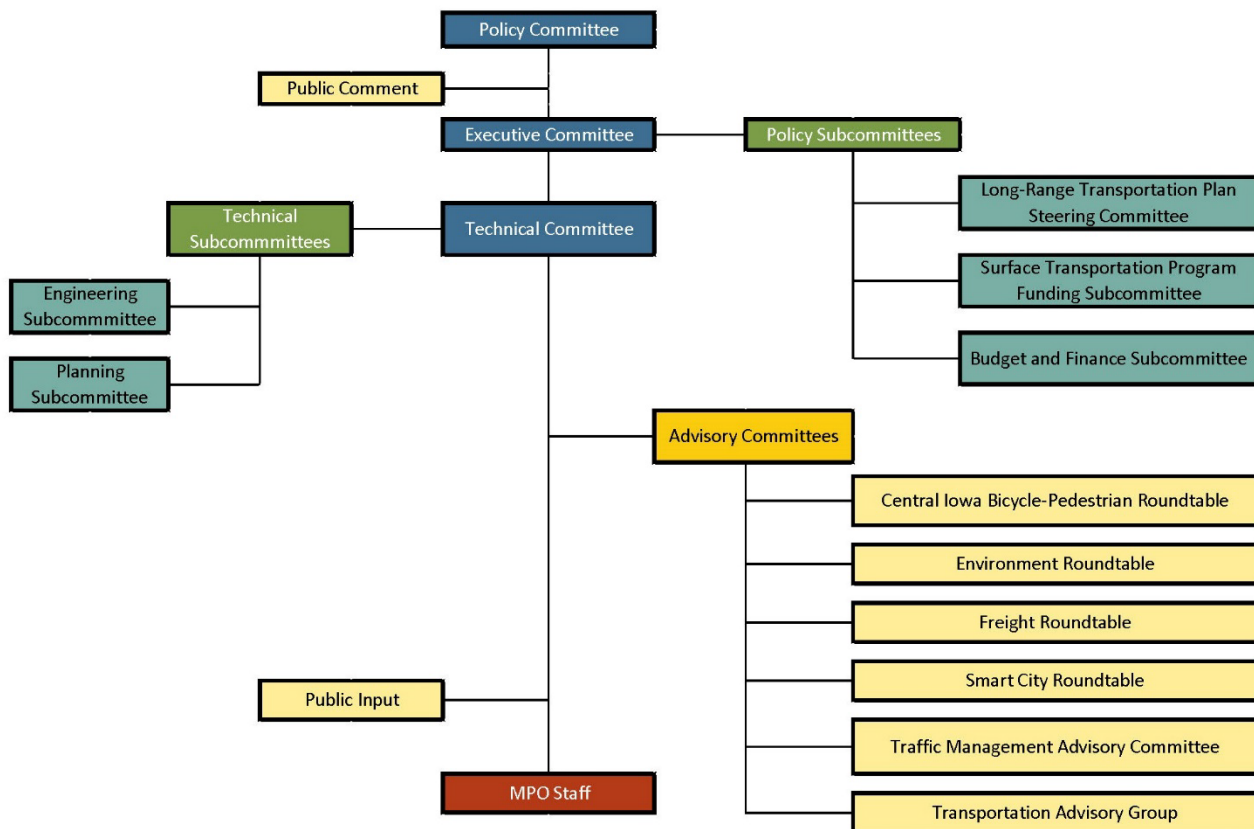 Policy Committee
Public Comment
Executive Committee
Policy Subcommittees
Long-Range Transportation Plan
Steering Committee
Technical
Subcommmittees
Technical Committee
Surface Transportation Program
Funding Subcommittee
Engineering
Subcommmittee
Planning
Subcommittee
Budget and Finance Subcommittee
Advisory Committees
Central Iowa Bicycle-Pedestrian Roundtable
Environment Roundtable
Freight Roundtable
Smart City Roundtable
Public Input
Traffic Management Advisory Committee
MPO Staff
Transportation Advisory Group